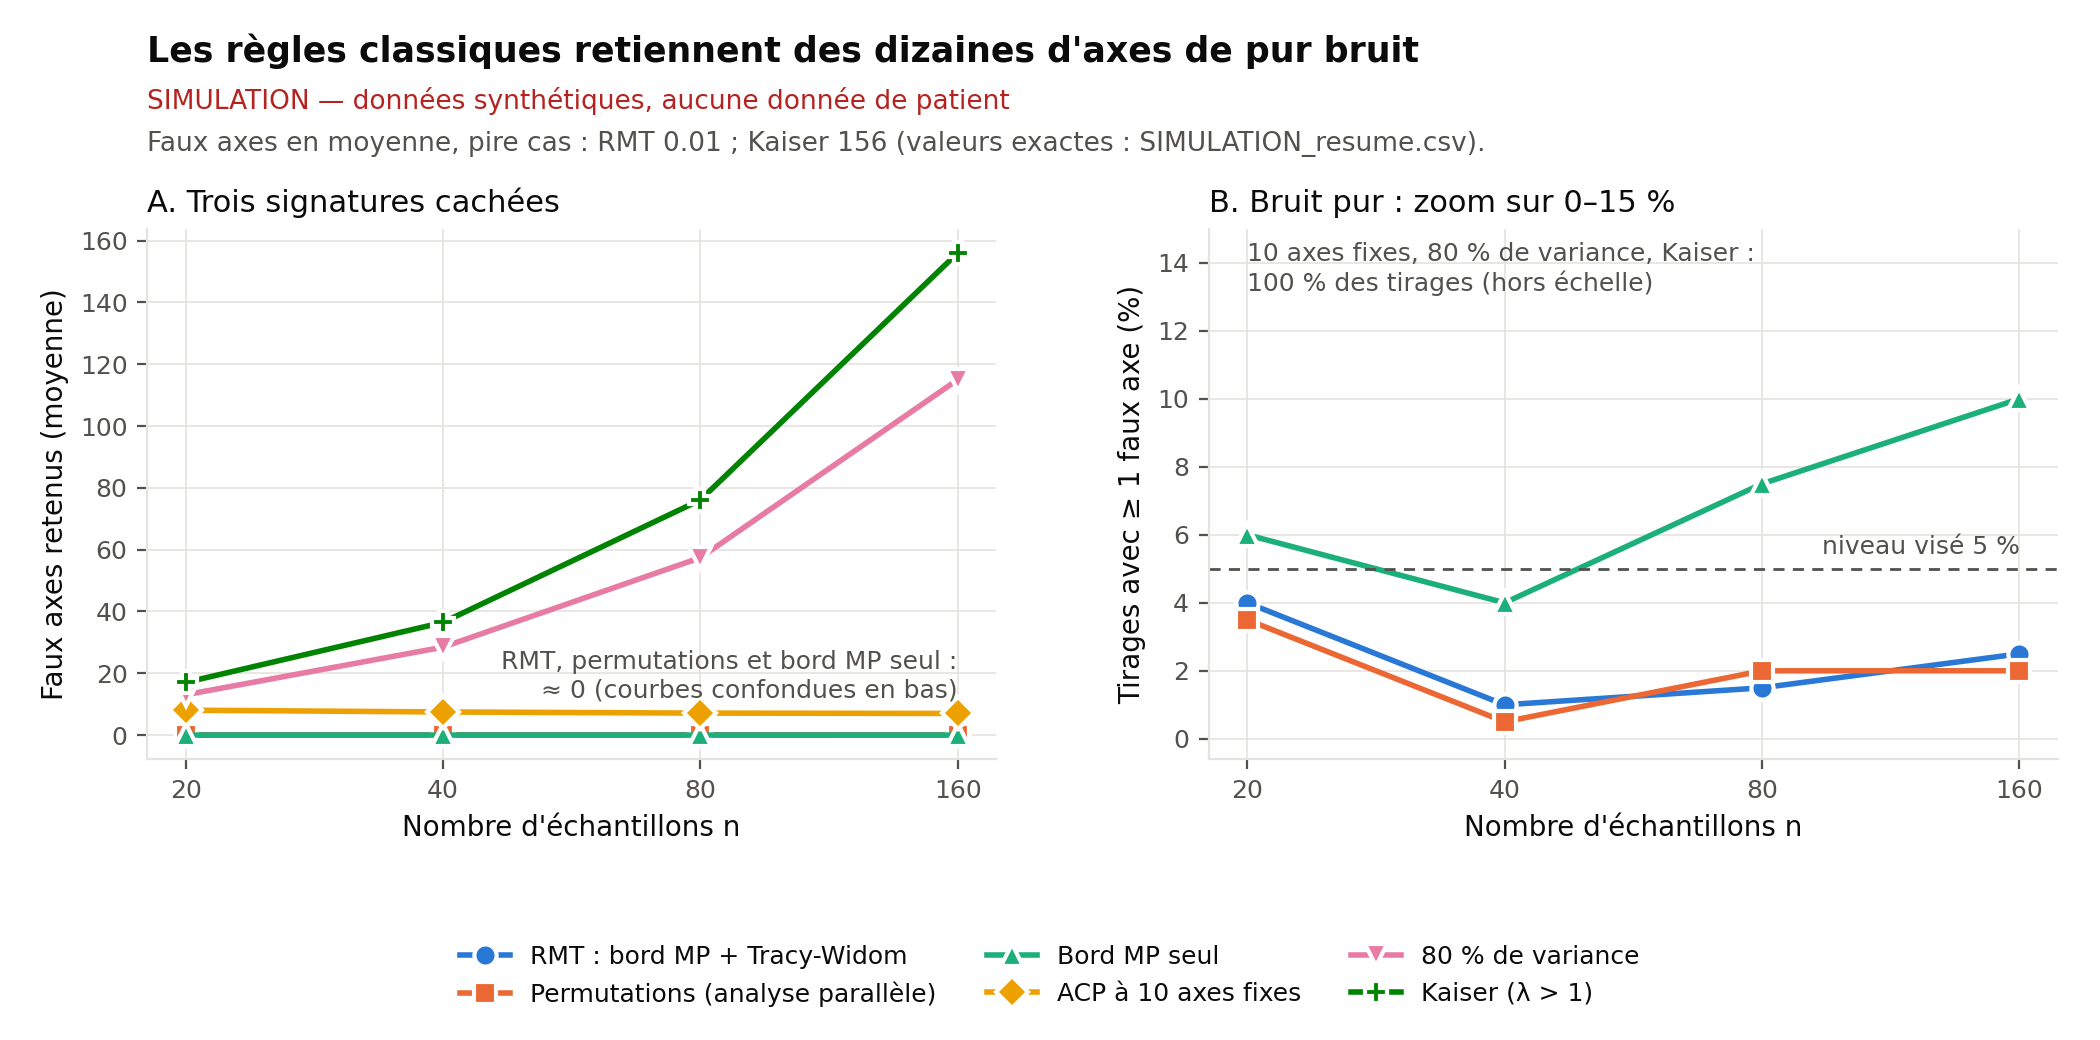 Les règles classiques retiennent des dizaines d'axes de pur bruit
SIMULATION — données synthétiques, aucune donnée de patient
Faux axes en moyenne, pire cas : RMT 0.01 ; Kaiser 156 (valeurs exactes : SIMULATION_resume.csv).
A. Trois signatures cachées
Faux axes retenus (moyenne)
160
140
120
100
80
60
40
20
0
RMT, permutations et bord MP seul :
≈ 0 (courbes confondues en bas)
20 40 80 160
Nombre d'échantillons n
B. Bruit pur : zoom sur 0–15 %
Tirages avec ≥ 1 faux axe (%)
14
12
10
8
6
4
2
0
10 axes fixes, 80 % de variance, Kaiser :
100 % des tirages (hors échelle)
niveau visé 5 %
20 40 80 160
Nombre d'échantillons n
RMT : bord MP + Tracy-Widom
Permutations (analyse parallèle)
Bord MP seul
ACP à 10 axes fixes
80 % de variance
Kaiser (λ > 1)